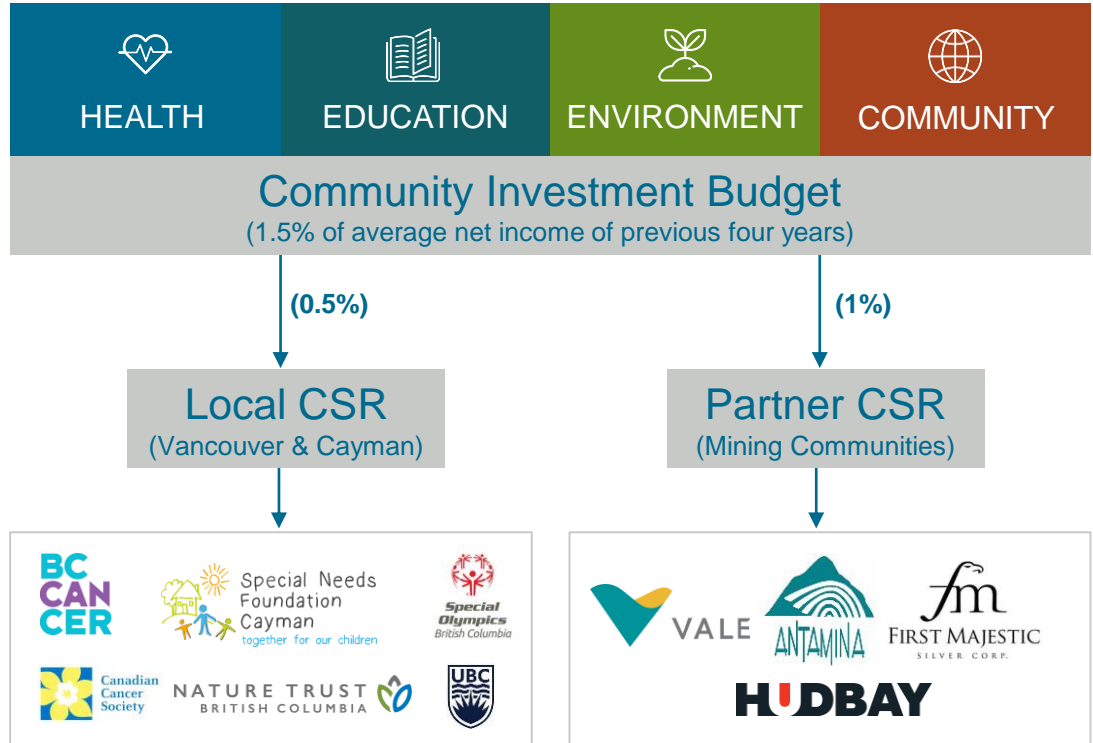 HEALTH
EDUCATION
ENVIRONMENT
COMMUNITY
Community Investment Budget
(1.5% of average net income of previous four years)
(0.5%)
(1%)
Local CSR
(Vancouver & Cayman)
Partner CSR
(Mining Communities)
BC
CAN
CER
Special Needs
Foundation
Cayman
together for our children
Special
Olympics
British Columbia
Canadian
Cancer
Society
NATURE TRUST
BRITISH COLUMBIA
UBC
VALE
ANTAMINA
fm
FIRST MAJESTIC
SILVER CORP.
HUDBAY